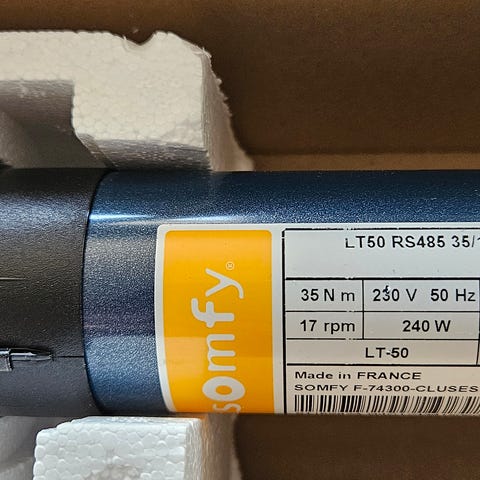 somfy®
LT50 RS485 35/1
35 N m 230 V 50 Hz
17 rpm 240 W
LT-50
Made in FRANCE
SOMFY F-74300-CLUSES